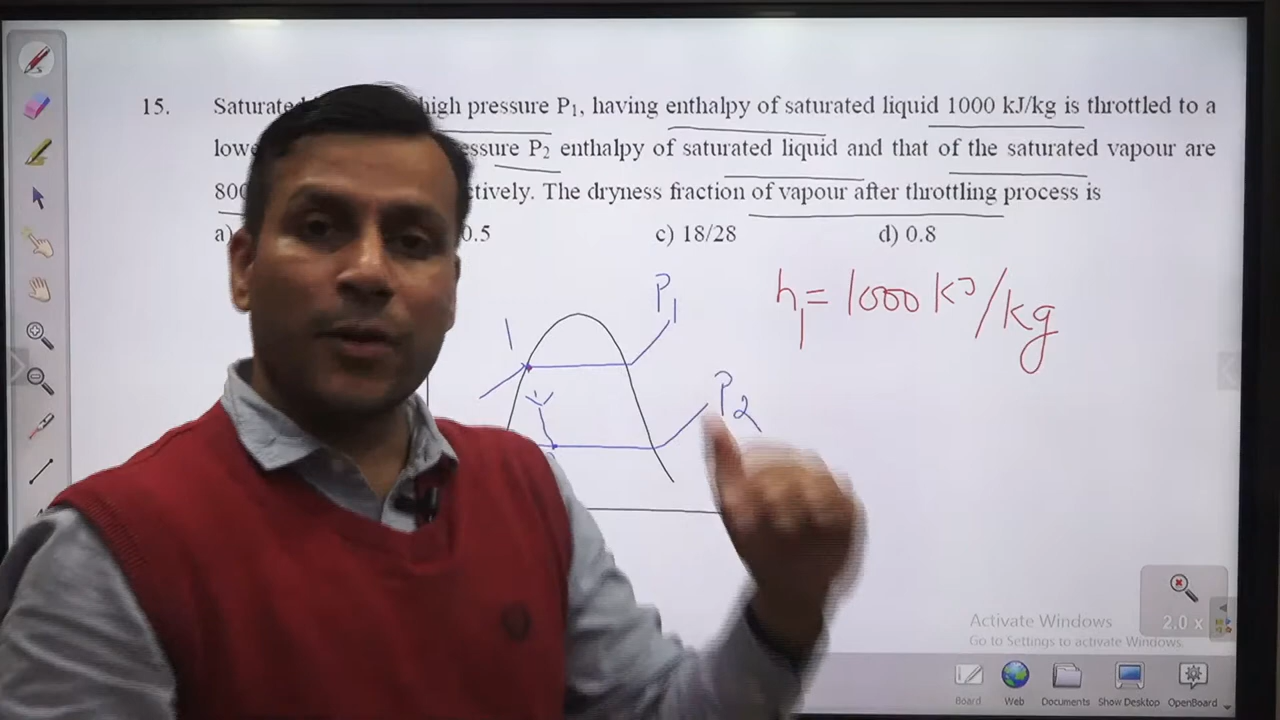 15. Saturated high pressure P1, having enthalpy of saturated liquid 1000 kJ/kg is throttled to a
pressure P2 enthalpy of saturated liquid and that of the saturated vapour are
800 The dryness fraction of vapour after throttling process is
a) 0.5 c) 18/28 d) 0.8
h1 = 1000 kJ/kg
P1
1
P2
Activate Windows
Go to Settings to activate Windows.
2.0 x
Board Web Documents Show Desktop OpenBoard